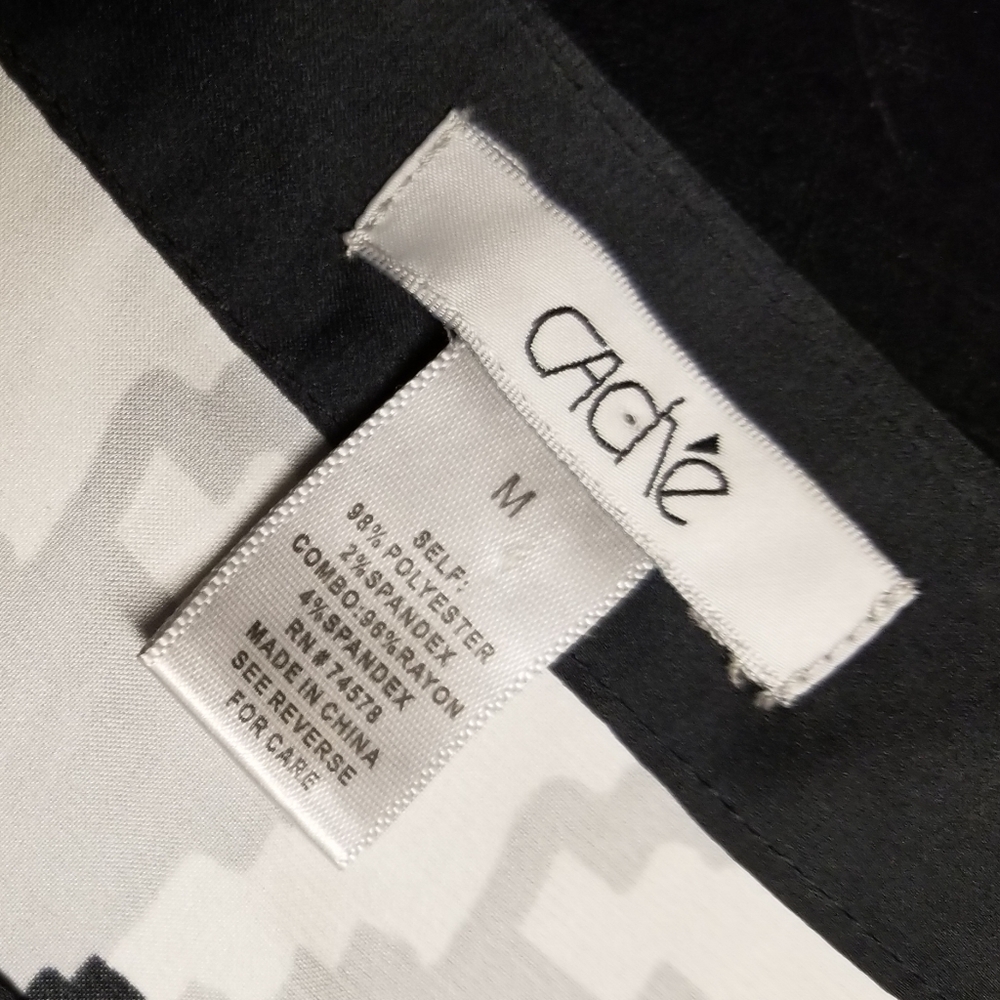 CAché
M
SELF:
98% POLYESTER
2%SPANDEX
COMBO:96%RAYON
4%SPANDEX
RN# 74578
MADE IN CHINA
SEE REVERSE
FOR CARE